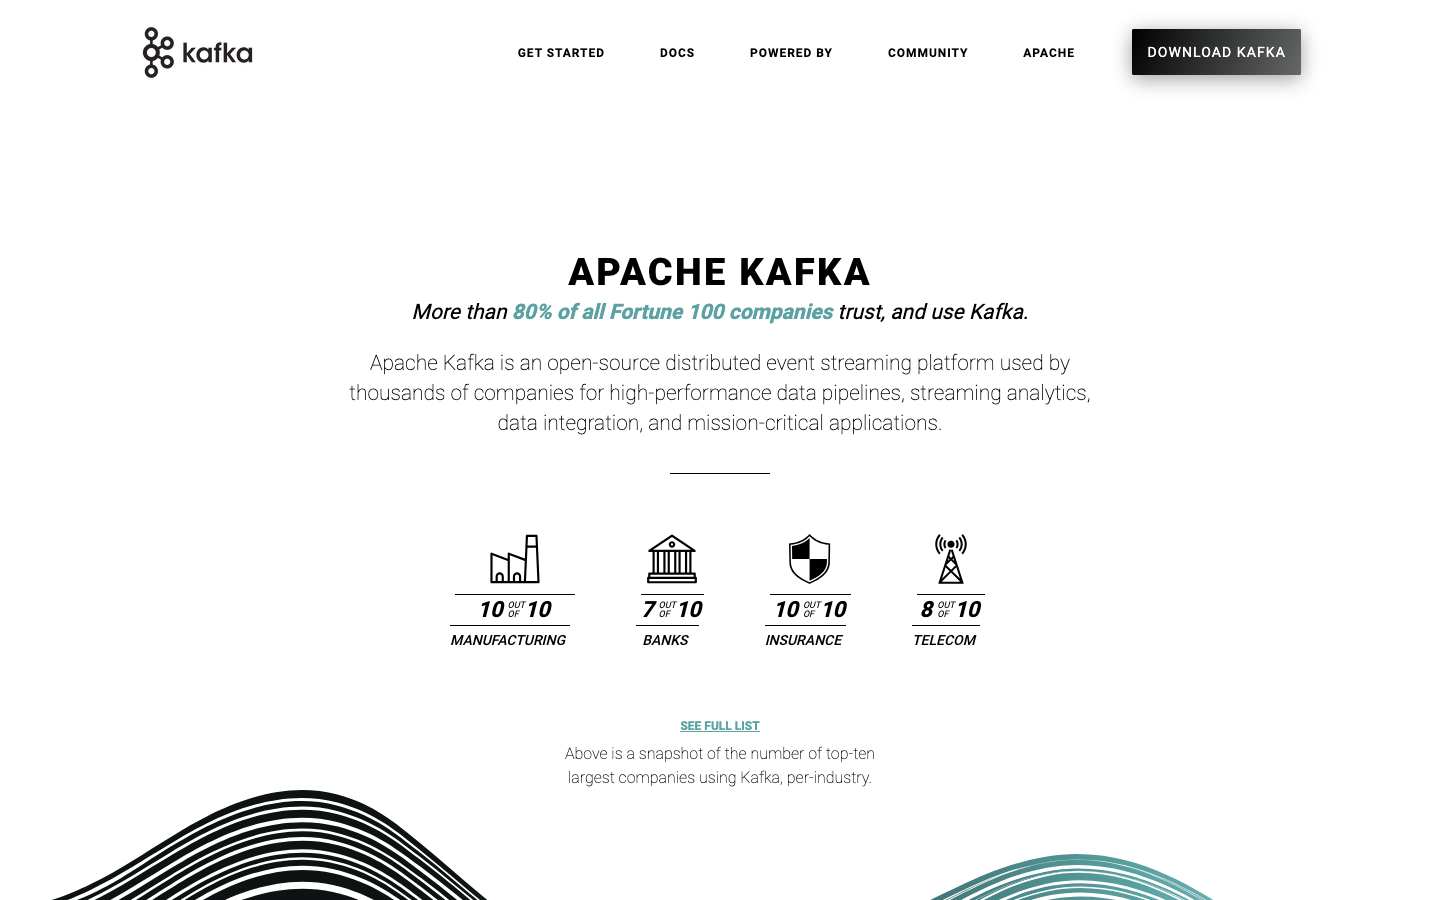 kafka
GET STARTED
DOCS
POWERED BY
COMMUNITY
APACHE
DOWNLOAD KAFKA
APACHE KAFKA
More than 80% of all Fortune 100 companies trust, and use Kafka.
Apache Kafka is an open-source distributed event streaming platform used by
thousands of companies for high-performance data pipelines, streaming analytics,
data integration, and mission-critical applications.
10 OUT OF 10
MANUFACTURING
7 OUT OF 10
BANKS
10 OUT OF 10
INSURANCE
8 OUT OF 10
TELECOM
SEE FULL LIST
Above is a snapshot of the number of top-ten
largest companies using Kafka, per-industry.